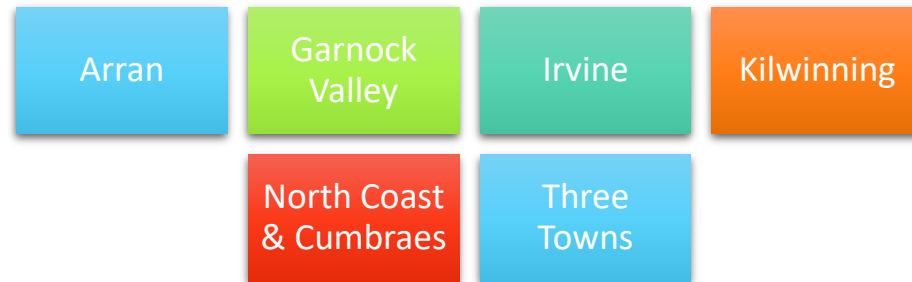 Arran
Garnock
Valley
Irvine
Kilwinning
North Coast
& Cumbraes
Three
Towns